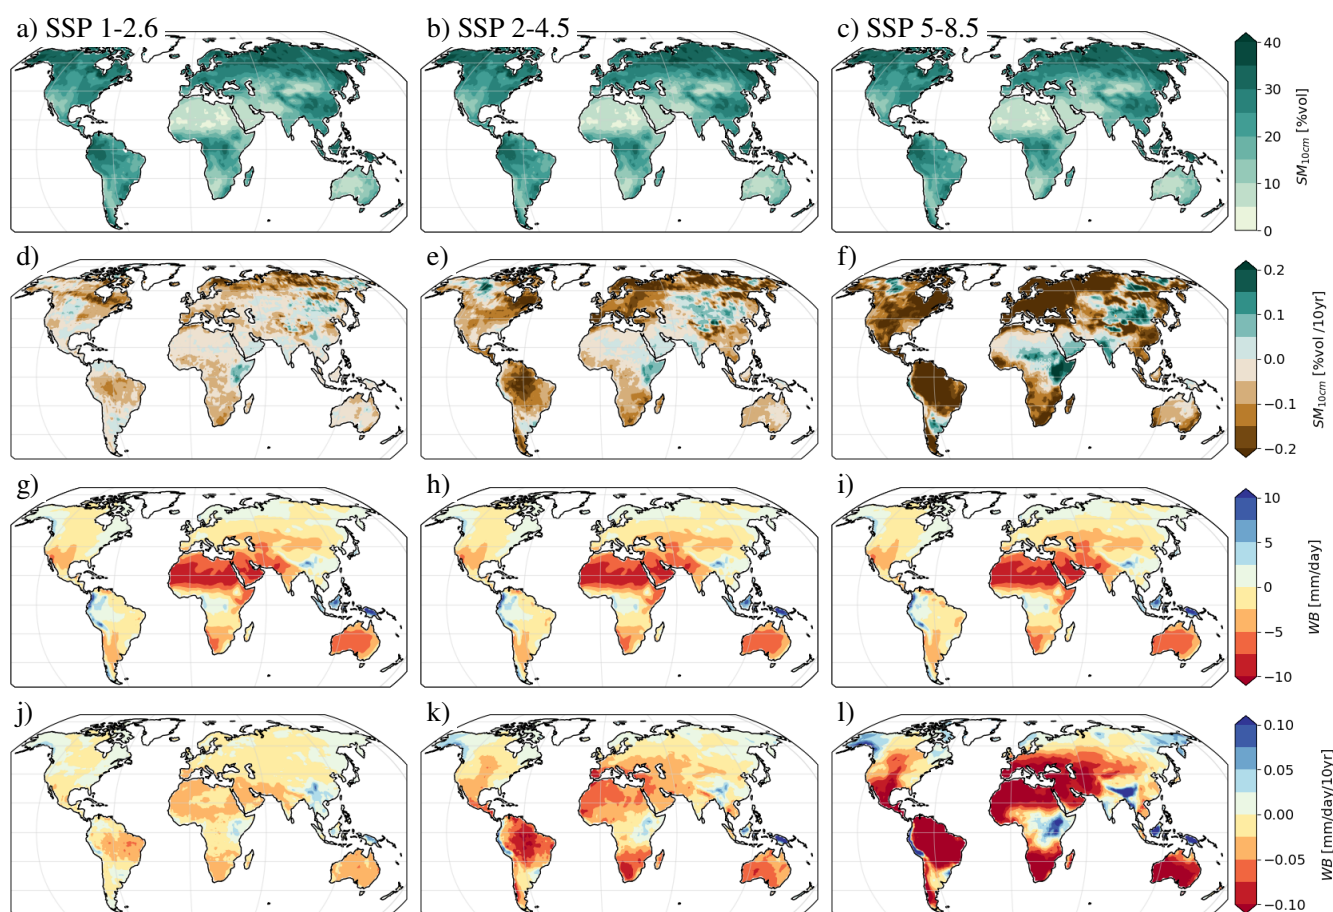 a) SSP 1-2.6
b) SSP 2-4.5
c) SSP 5-8.5
40
30
20
10
0
SM10cm [%vol]
d)
e)
f)
0.2
0.1
0.0
−0.1
−0.2
SM10cm [%vol /10yr]
g)
h)
i)
10
5
0
−5
−10
WB [mm/day]
j)
k)
l)
0.10
0.05
0.00
−0.05
−0.10
WB [mm/day/10yr]